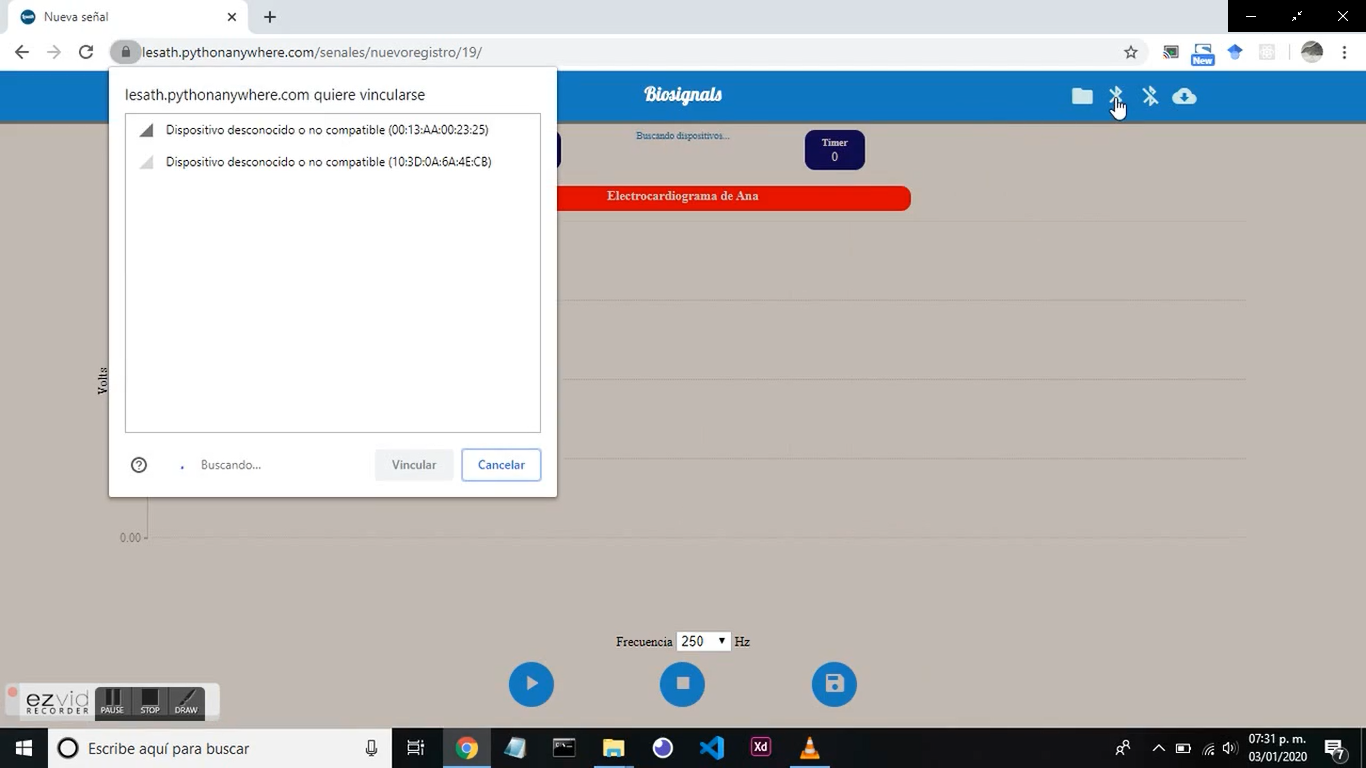 Nueva señal
lesath.pythonanywhere.com/senales/nuevoregistro/19/
New
lesath.pythonanywhere.com quiere vincularse
Dispositivo desconocido o no compatible (00:13:AA:00:23:25)
Dispositivo desconocido o no compatible (10:3D:0A:6A:4E:CB)
Buscando...
Vincular
Cancelar
Biosignals
Buscando dispositivos...
Timer
0
Electrocardiograma de Ana
Volts
0.00
Frecuencia 250 Hz
ezvid
RECORDER
PAUSE
STOP
DRAW
Escribe aquí para buscar
Xd
07:31 p. m.
03/01/2020
7